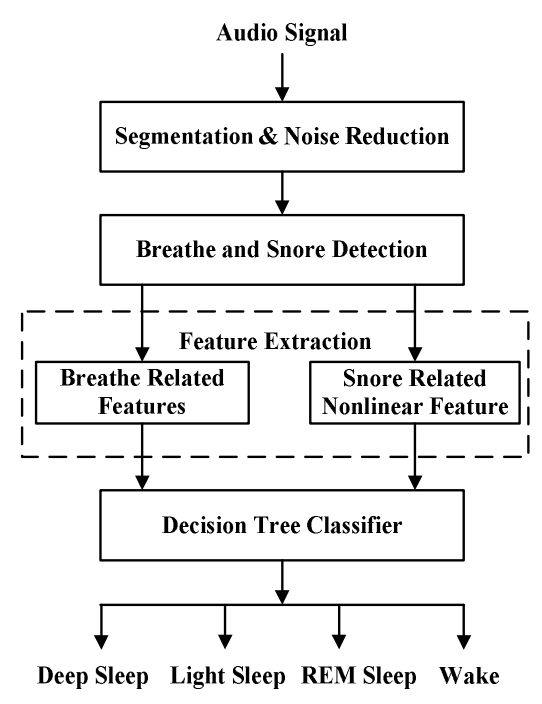 Audio Signal
Segmentation & Noise Reduction
Breathe and Snore Detection
Feature Extraction
Breathe Related
Features
Snore Related
Nonlinear Feature
Decision Tree Classifier
Deep Sleep
Light Sleep
REM Sleep
Wake